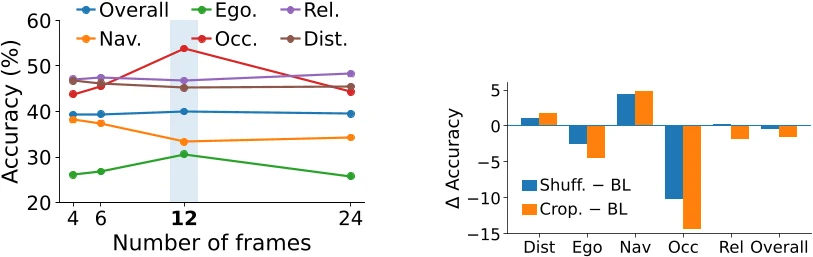 Overall Ego. Rel.
Nav. Occ. Dist.
Accuracy (%)
60
50
40
30
20
4 6 12 24
Number of frames
Δ Accuracy
5
0
−5
−10
−15
Shuff. − BL
Crop. − BL
Dist Ego Nav Occ Rel Overall